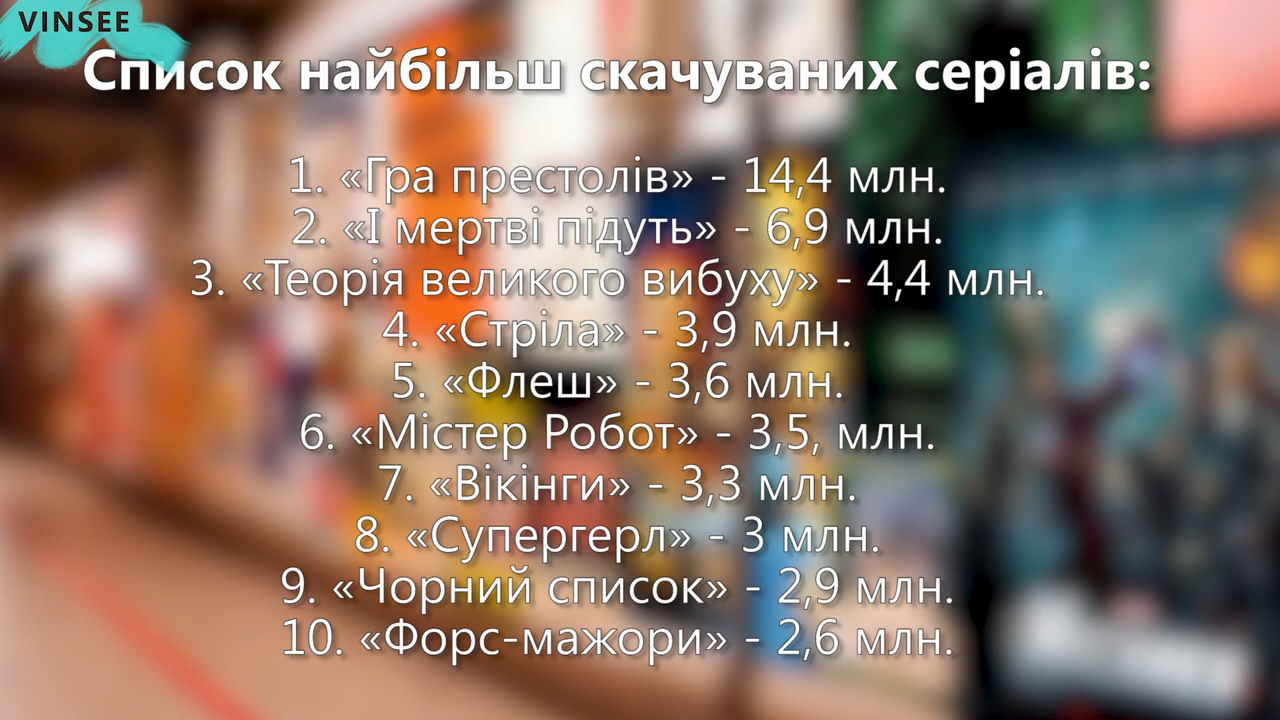 VINSEE
Список найбільш скачуваних серіалів:
1. «Гра престолів» - 14,4 млн.
2. «І мертві підуть» - 6,9 млн.
3. «Теорія великого вибуху» - 4,4 млн.
4. «Стріла» - 3,9 млн.
5. «Флеш» - 3,6 млн.
6. «Містер Робот» - 3,5, млн.
7. «Вікінги» - 3,3 млн.
8. «Супергерл» - 3 млн.
9. «Чорний список» - 2,9 млн.
10. «Форс-мажори» - 2,6 млн.